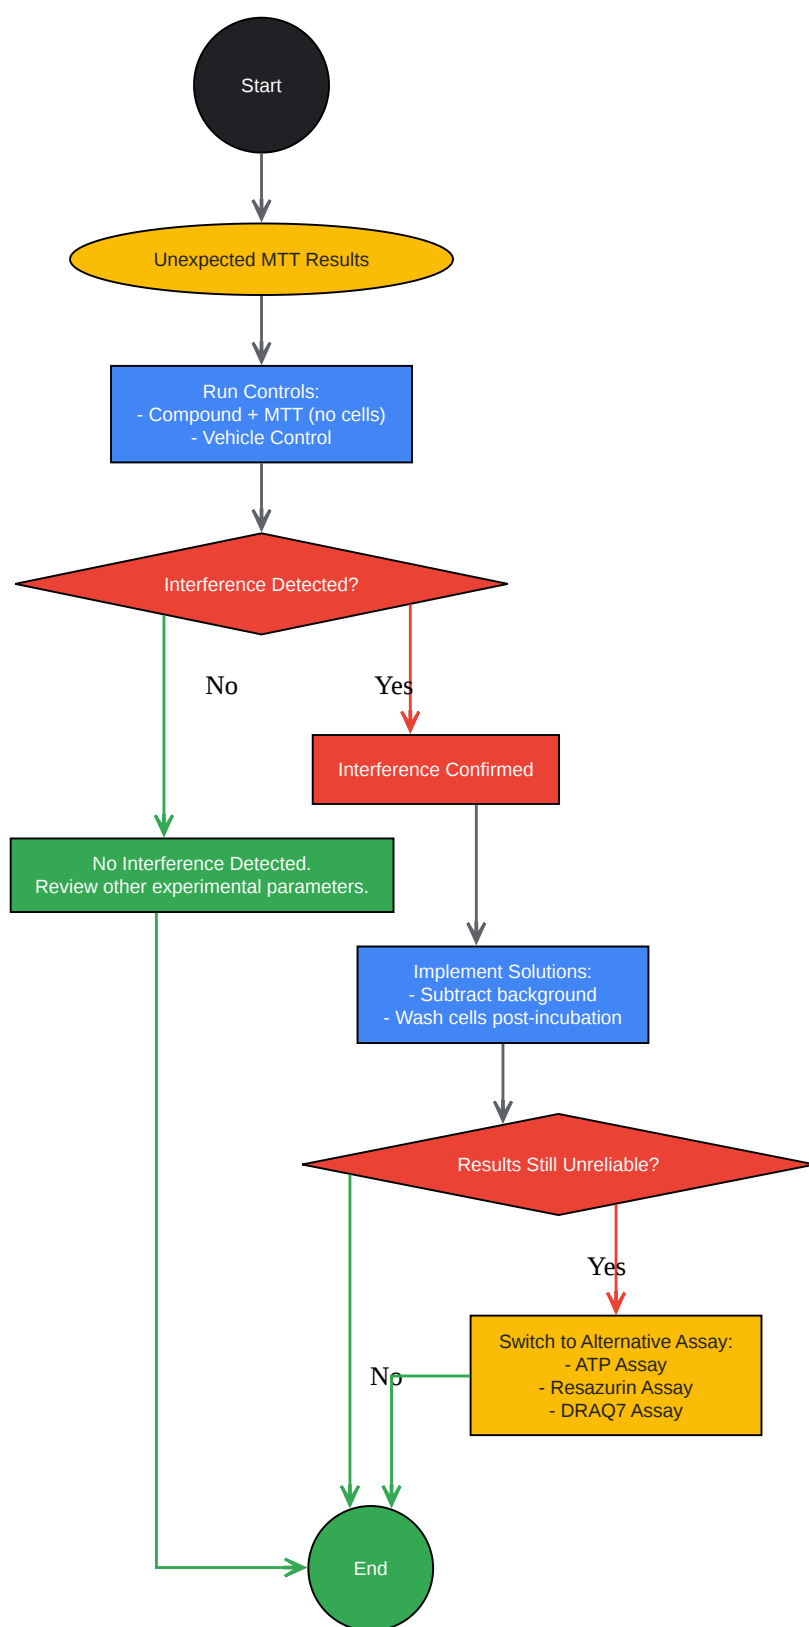 Start
Unexpected MTT Results
Run Controls:
- Compound + MTT (no cells)
- Vehicle Control
Interference Detected?
No
Yes
Interference Confirmed
No Interference Detected.
Review other experimental parameters.
Implement Solutions:
- Subtract background
- Wash cells post-incubation
Results Still Unreliable?
Yes
Switch to Alternative Assay:
- ATP Assay
- Resazurin Assay
- DRAQ7 Assay
No
End